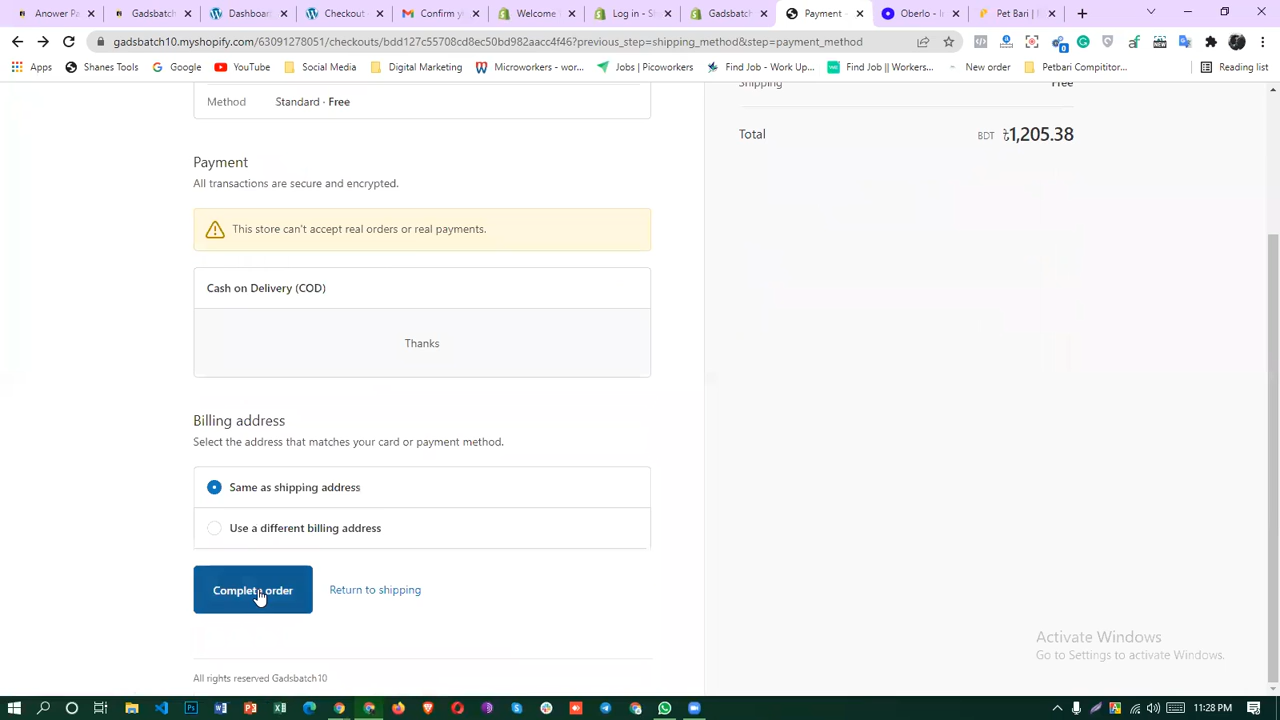 Answer Pa
Gadsbatch
Dashboar
Checkout
Confirm
Welcome
Log in - S
Gadsbatc
Payment -
Oberlo - I
Pet Bari |
gadsbatch10.myshopify.com/63091278051/checkouts/bdd127c55708cd8ec50b9d982aacc4f46?previous_step=shipping_method&step=payment_method
Apps Shanes Tools Google YouTube Social Media Digital Marketing Microworkers - wor... Jobs | Picoworkers Find Job - Work Up... Find Job || Workers... New order Petbari Compititor... Reading list
Shipping Free
Method Standard · Free
Total BDT ৳1,205.38
Payment
All transactions are secure and encrypted.
This store can't accept real orders or real payments.
Cash on Delivery (COD)
Thanks
Billing address
Select the address that matches your card or payment method.
Same as shipping address
Use a different billing address
Complete order Return to shipping
Activate Windows
Go to Settings to activate Windows.
All rights reserved Gadsbatch10
11:28 PM